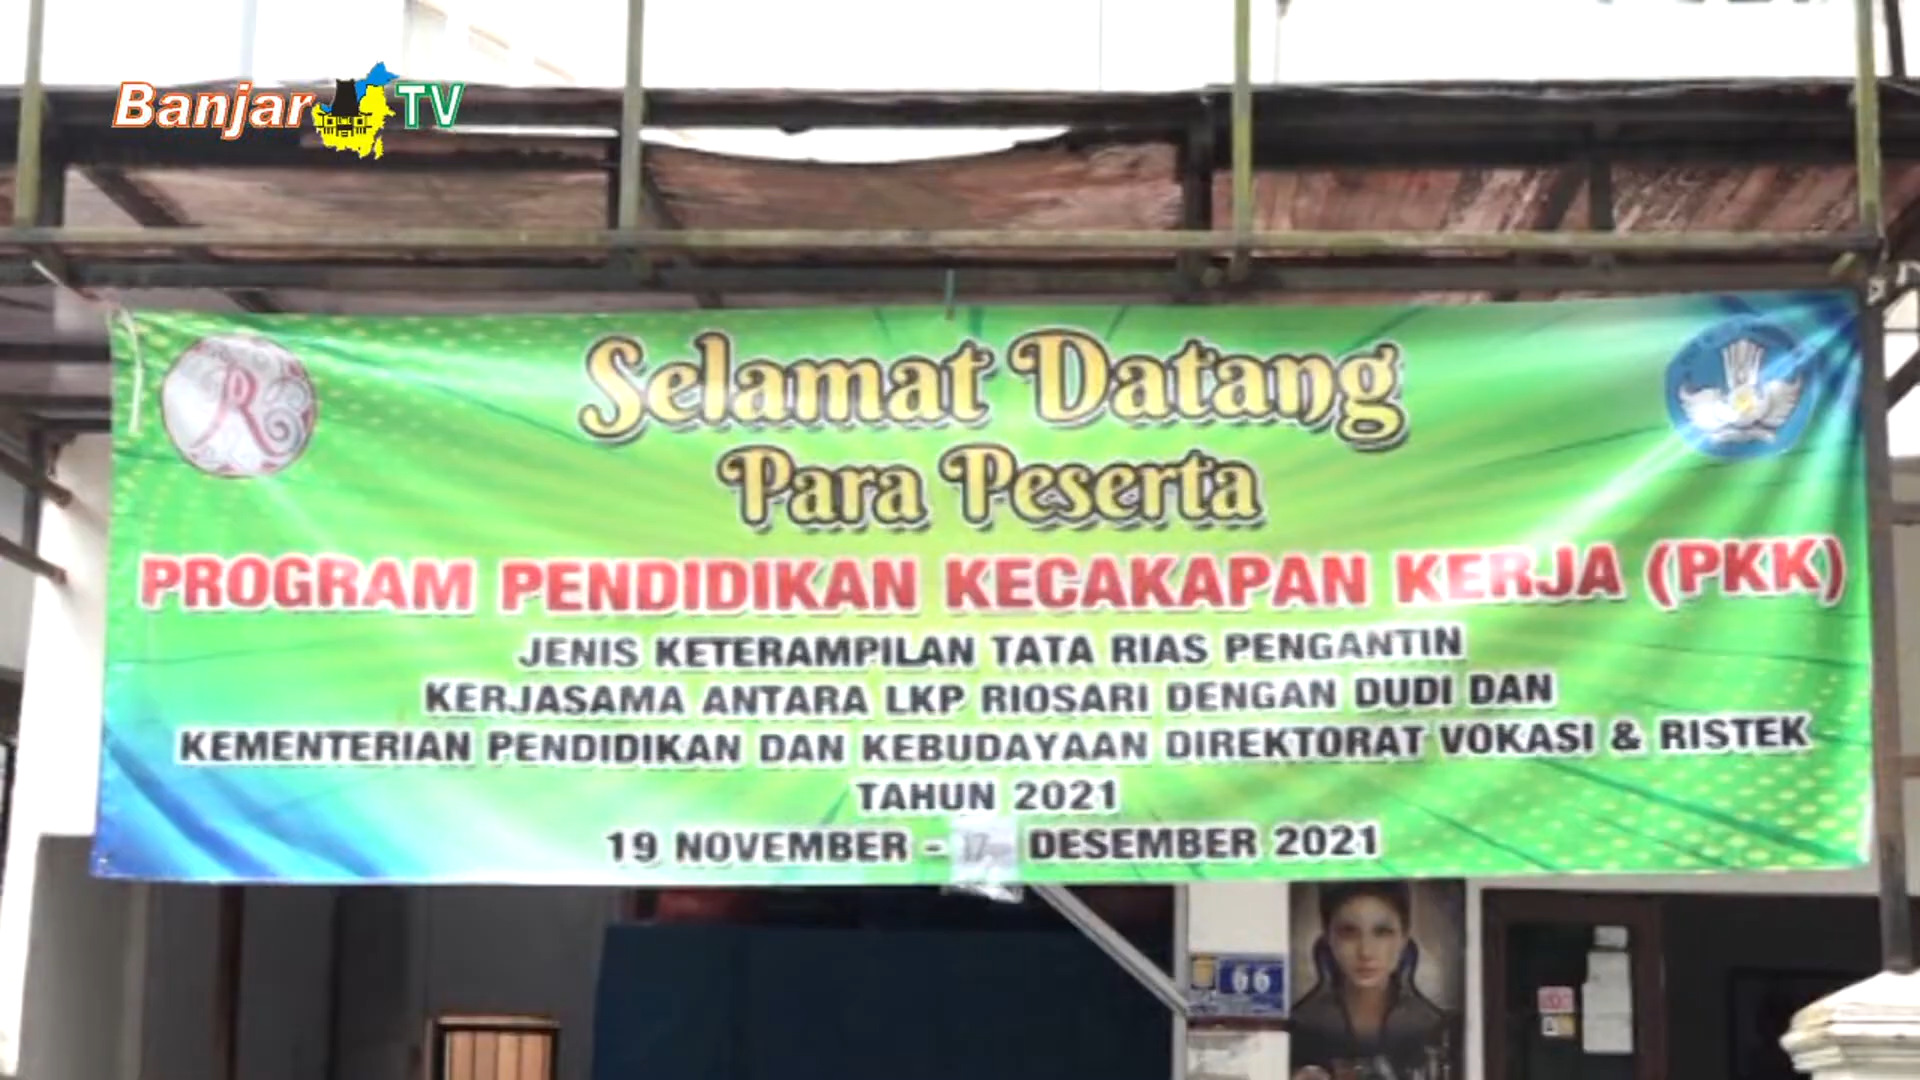 Banjar TV
Selamat Datang
Para Peserta
PROGRAM PENDIDIKAN KECAKAPAN KERJA (PKK)
JENIS KETERAMPILAN TATA RIAS PENGANTIN
KERJASAMA ANTARA LKP RIOSARI DENGAN DUDI DAN
KEMENTERIAN PENDIDIKAN DAN KEBUDAYAAN DIREKTORAT VOKASI & RISTEK
TAHUN 2021
19 NOVEMBER - 17 DESEMBER 2021
66